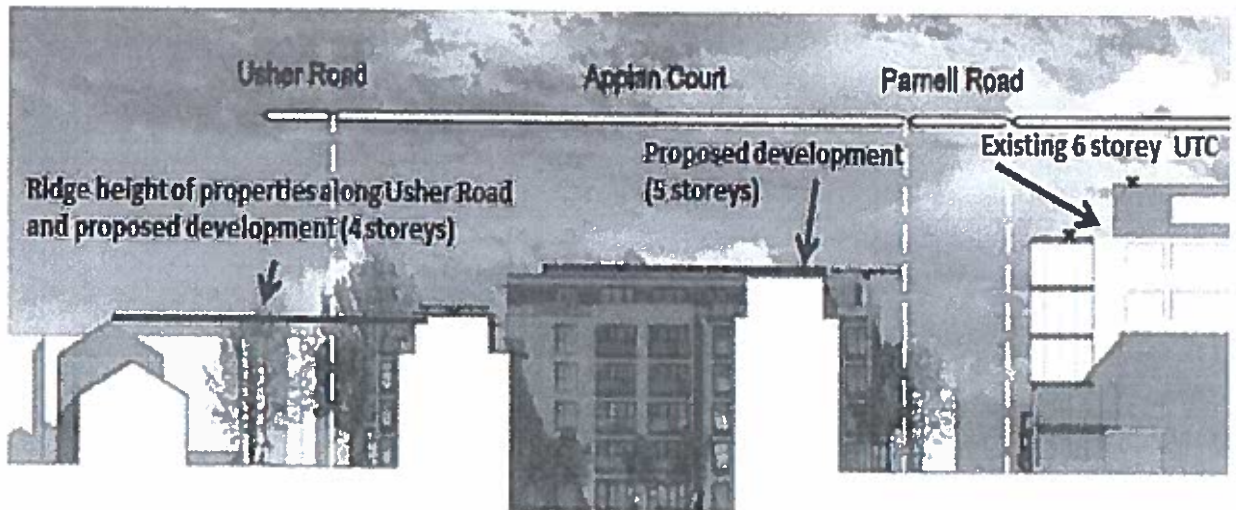 Usher Road
Appian Court
Parnell Road
Existing 6 storey UTC
Proposed development
(5 storeys)
Ridge height of properties along Usher Road
and proposed development (4 storeys)